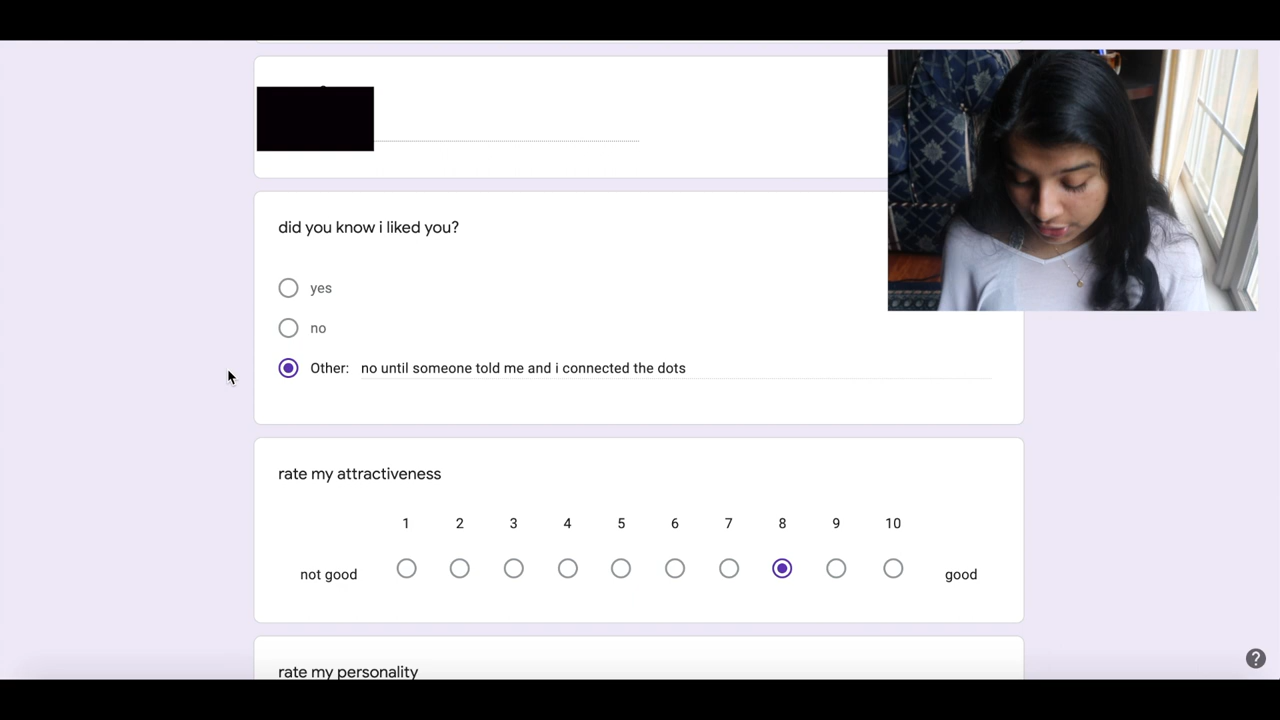 did you know i liked you?
yes
no
Other: no until someone told me and i connected the dots
rate my attractiveness
1 2 3 4 5 6 7 8 9 10
not good good
rate my personality
?